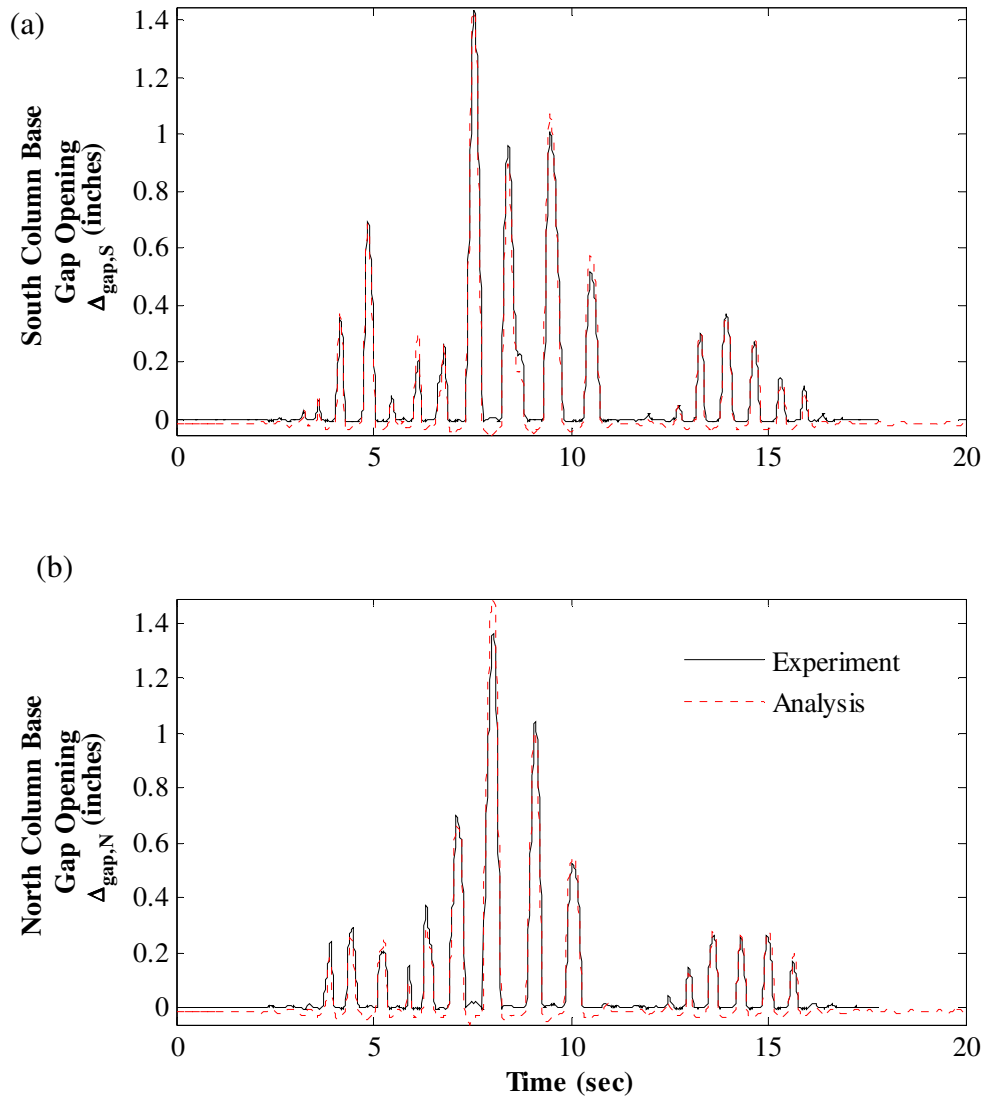 (a)
South Column Base
Gap Opening
Δgap,S (inches)
1.4
1.2
1
0.8
0.6
0.4
0.2
0
0 5 10 15 20
(b)
North Column Base
Gap Opening
Δgap,N (inches)
1.4
1.2
1
0.8
0.6
0.4
0.2
0
Experiment
Analysis
0 5 10 15 20
Time (sec)